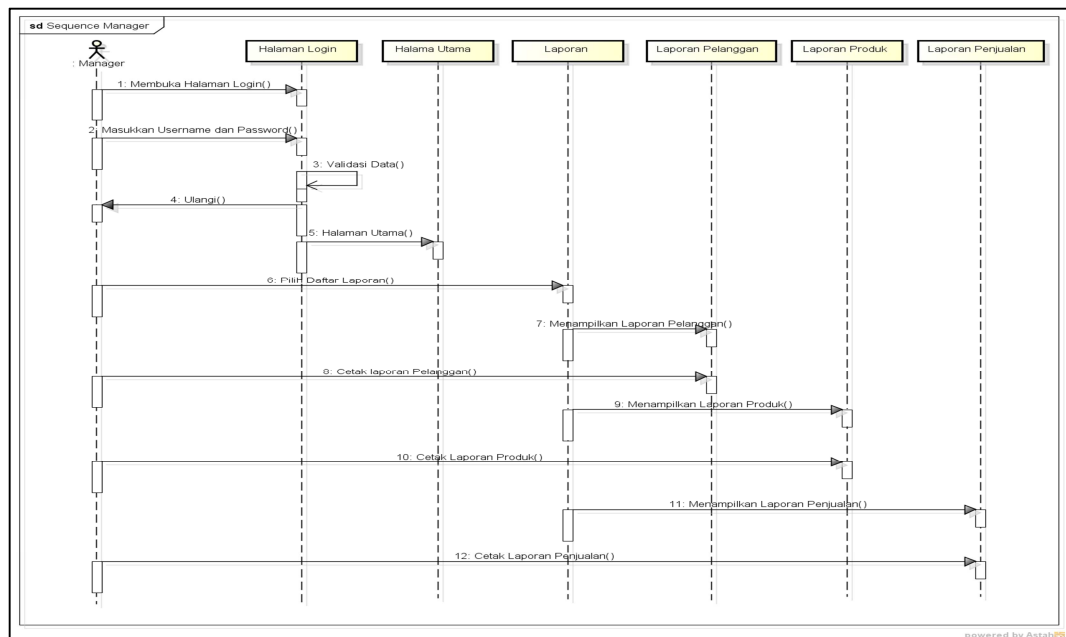 sd Sequence Manager
: Manager
Halaman Login
Halama Utama
Laporan
Laporan Pelanggan
Laporan Produk
Laporan Penjualan
1: Membuka Halaman Login()
2: Masukkan Username dan Password()
3: Validasi Data()
4: Ulangi()
5: Halaman Utama()
6: Pilih Daftar Laporan()
7: Menampilkan Laporan Pelanggan()
8: Cetak laporan Pelanggan()
9: Menampilkan Laporan Produk()
10: Cetak Laporan Produk()
11: Menampilkan Laporan Penjualan()
12: Cetak Laporan Penjualan()
powered by Astah